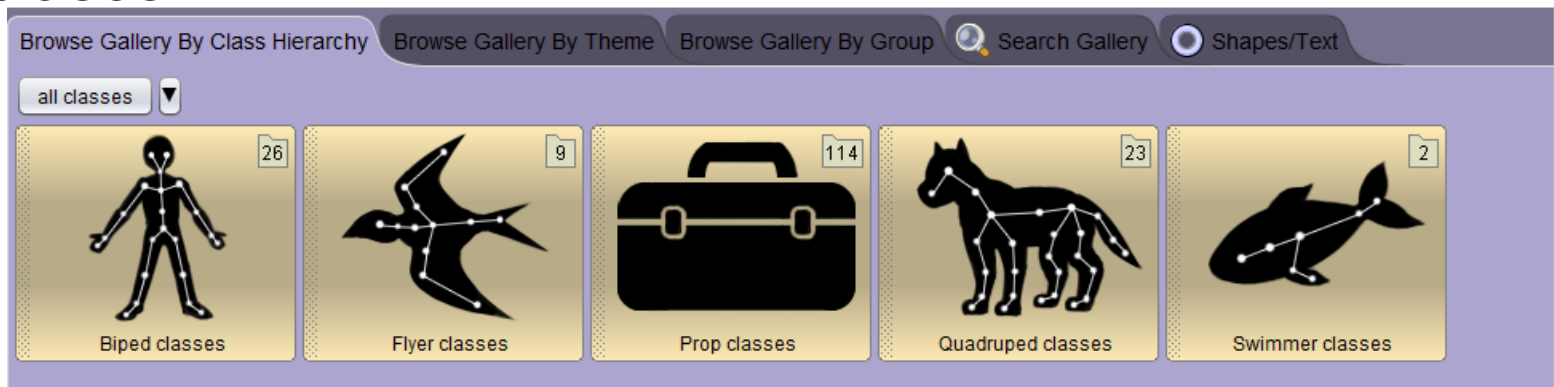 Browse Gallery By Class Hierarchy Browse Gallery By Theme Browse Gallery By Group Search Gallery Shapes/Text
all classes
26 9 114 23 2
Biped classes Flyer classes Prop classes Quadruped classes Swimmer classes